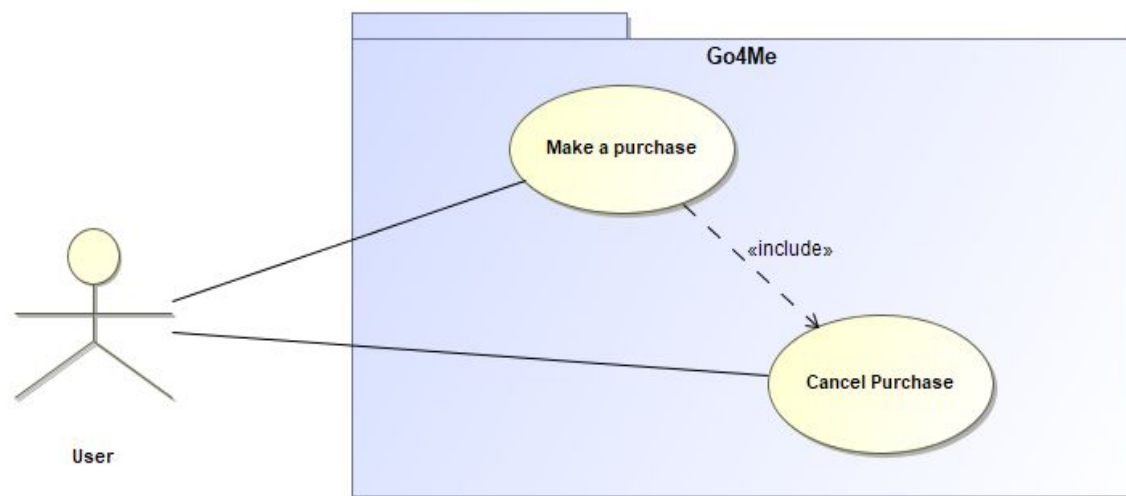 Go4Me
Make a purchase
«include»
Cancel Purchase
User